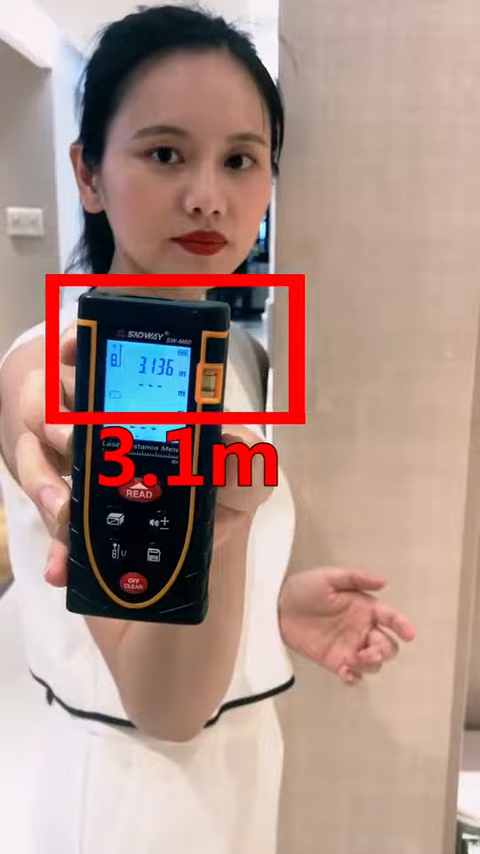 SNDWAY® SW-M60
3.136 m
--- m
Laser Distance Meter
3.1m
READ
U
OFF
CLEAR